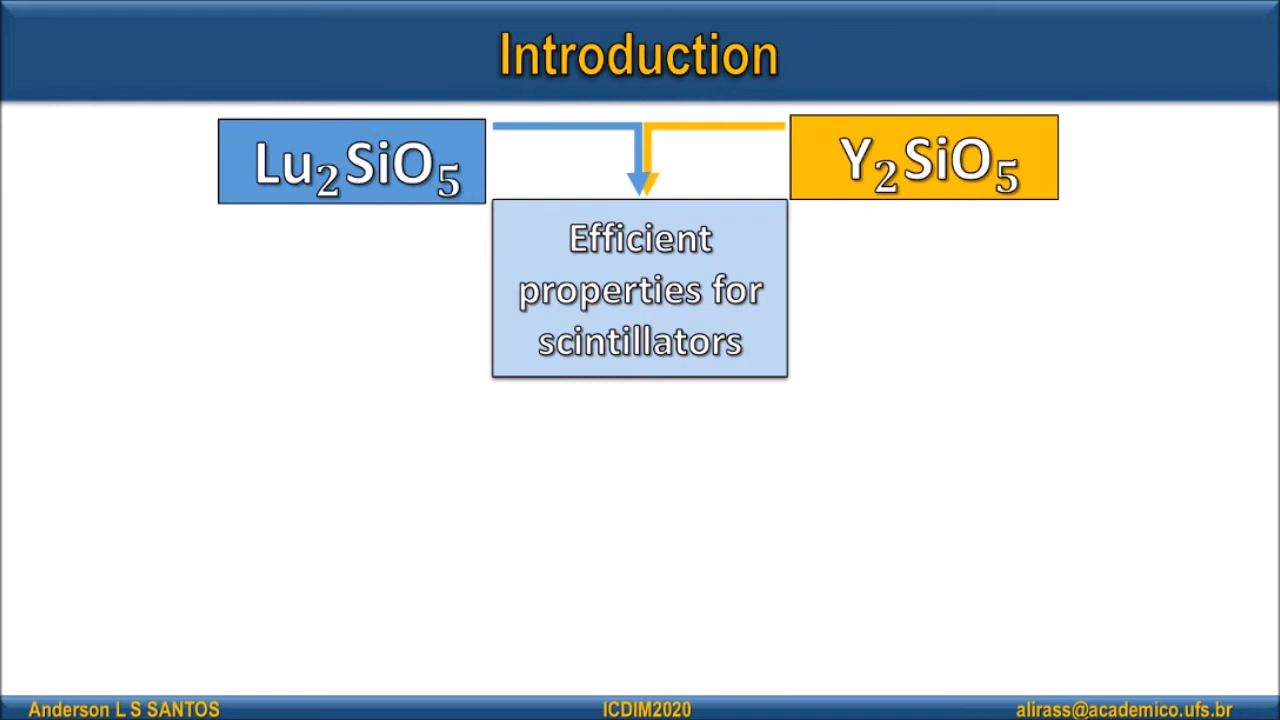 Introduction
Lu₂SiO₅
Y₂SiO₅
Efficient
properties for
scintillators
Anderson L S SANTOS
ICDIM2020
alirass@academico.ufs.br